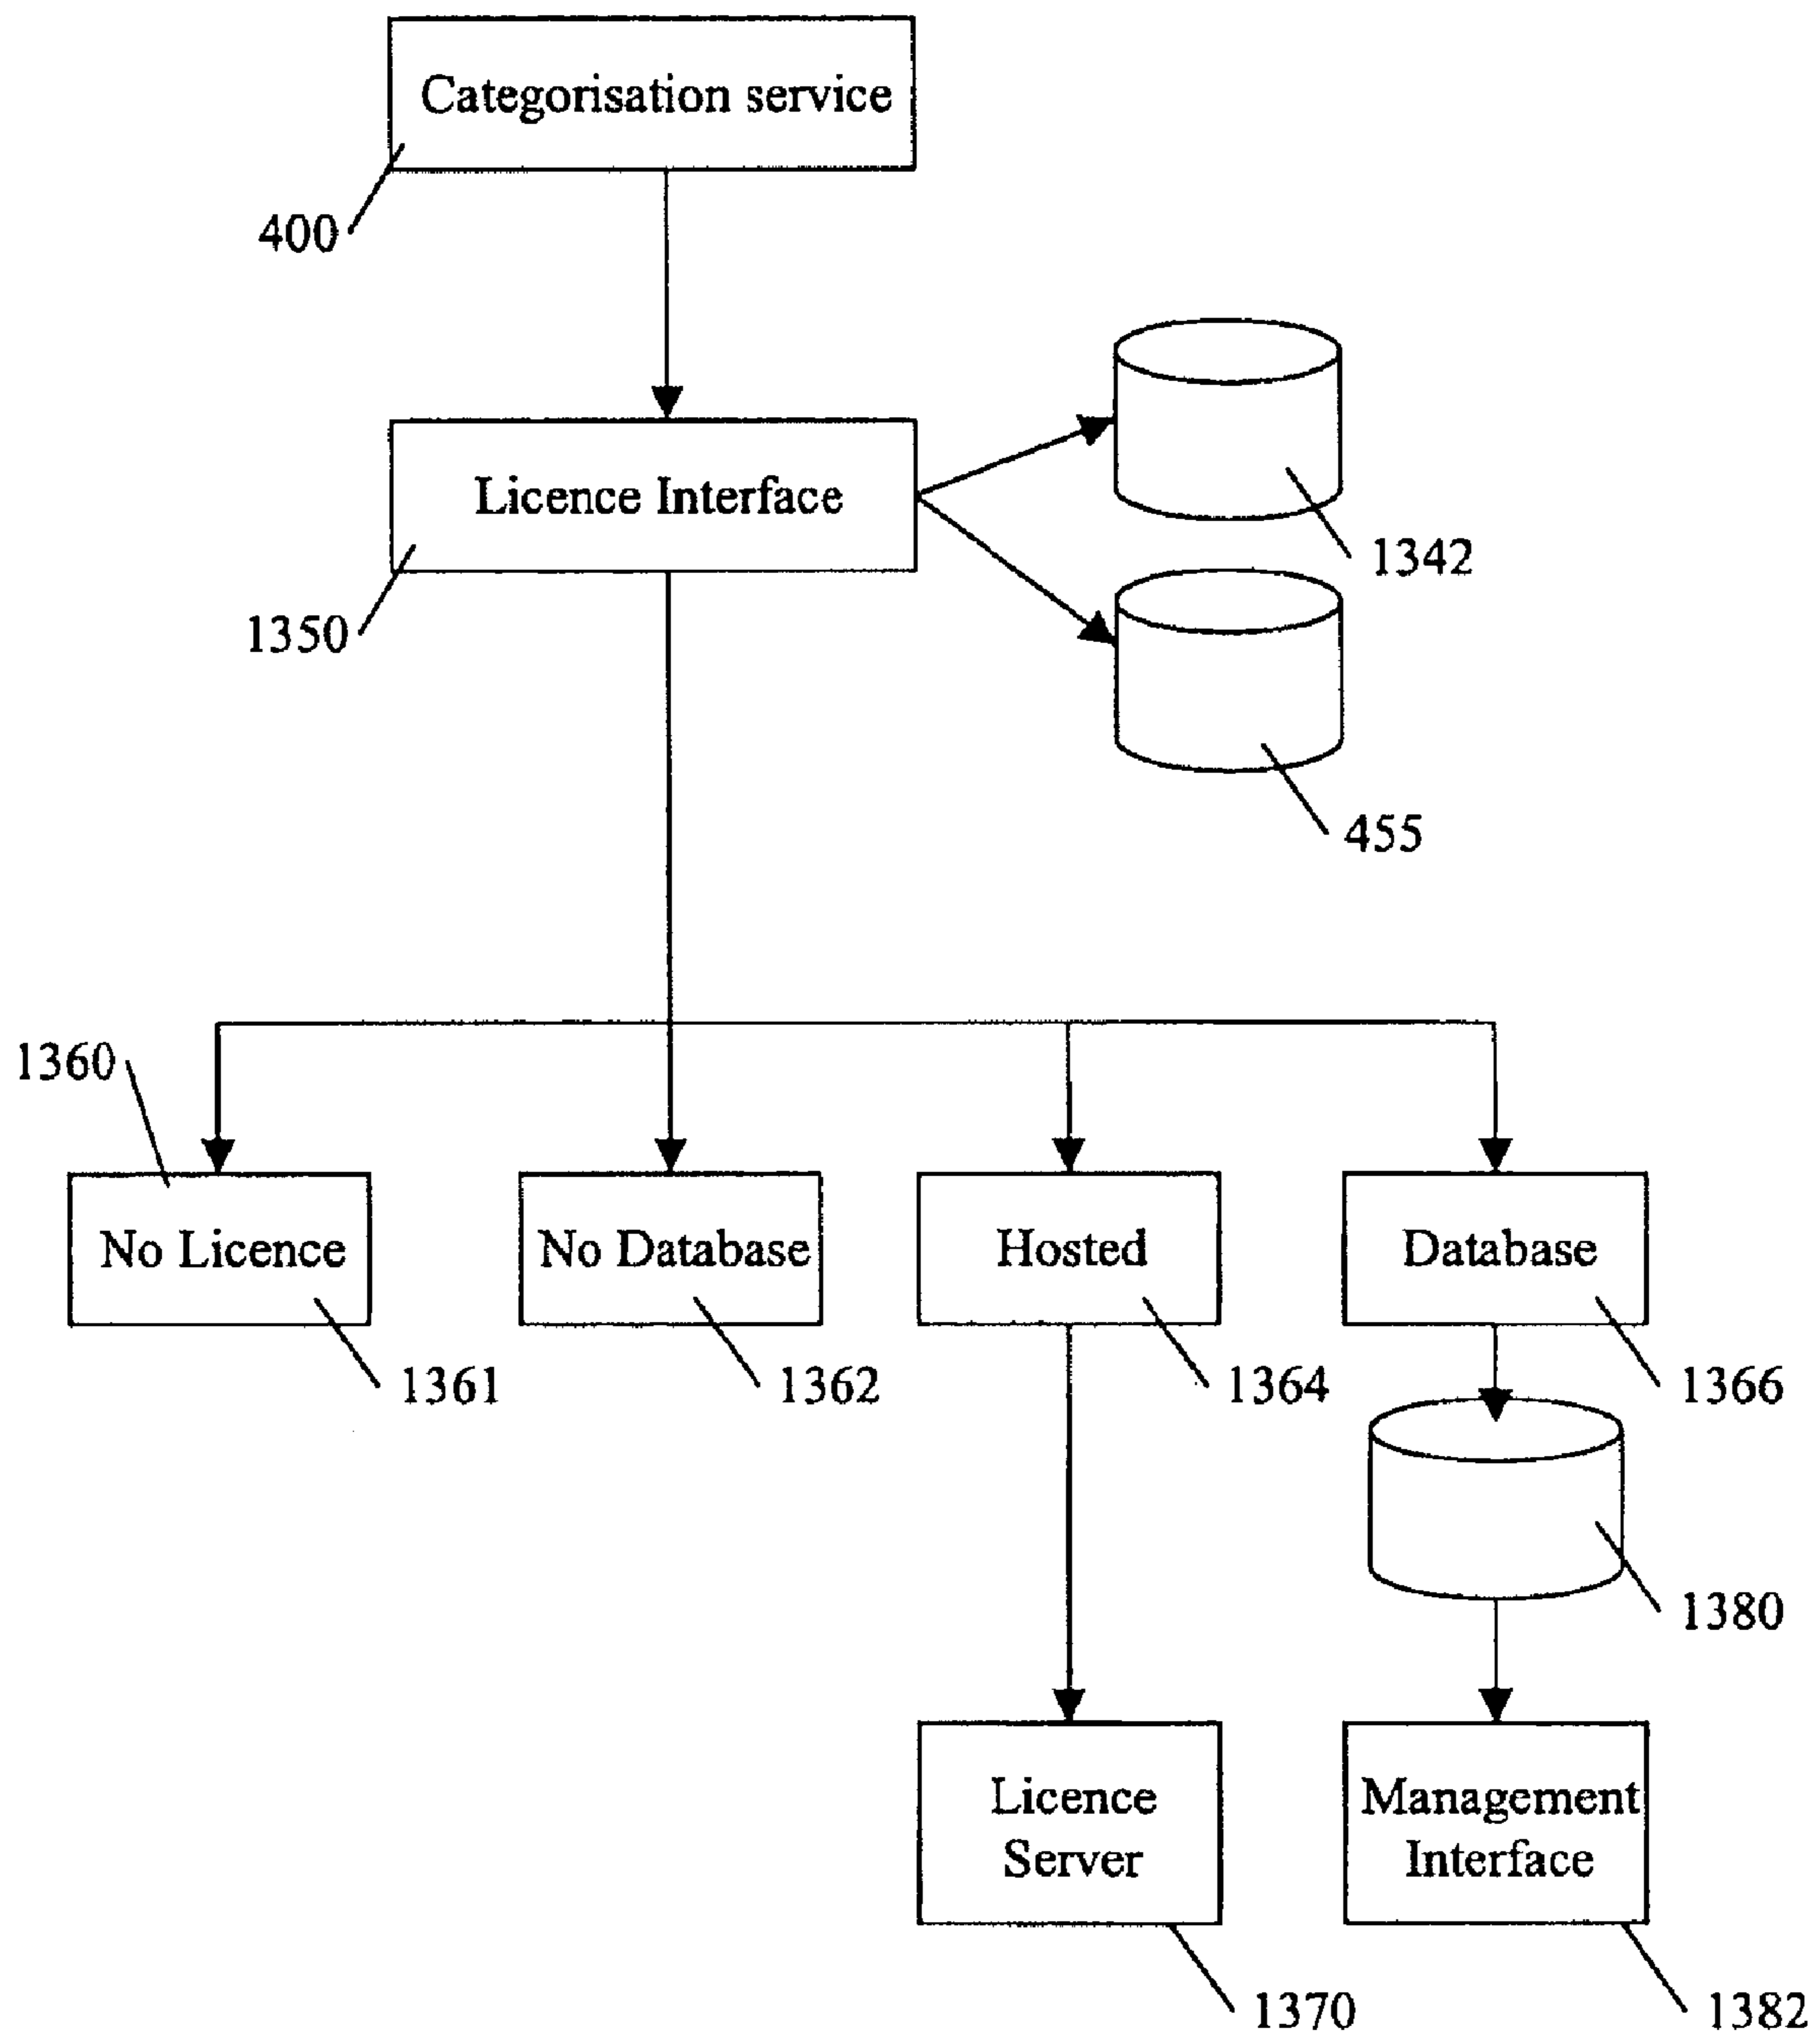 Categorisation service
400
Licence Interface
1342
1350
455
1360
No Licence
No Database
Hosted
Database
1361
1362
1364
1366
1380
Licence
Server
Management
Interface
1370
1382